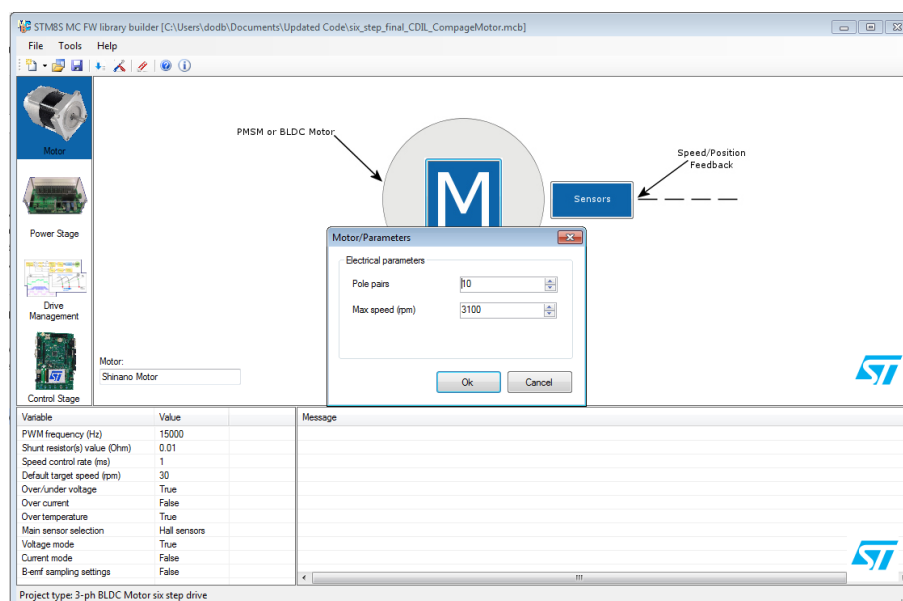 STM8S MC FW library builder [C:\Users\dodb\Documents\Updated Code\six_step_final_CDIL_CompageMotor.mcb]
File Tools Help
PMSM or BLDC Motor
Speed/Position
Feedback
M
Sensors
Motor
Power Stage
Drive
Management
Control Stage
Motor/Parameters
Electrical parameters
Pole pairs 10
Max speed (rpm) 3100
Ok Cancel
Motor:
Shinano Motor
ST
Variable Value
PWM frequency (Hz) 15000
Shunt resistor(s) value (Ohm) 0.01
Speed control rate (ms) 1
Default target speed (rpm) 30
Over/under voltage True
Over current False
Over temperature True
Main sensor selection Hall sensors
Voltage mode True
Current mode False
B-emf sampling settings False
Message
ST
Project type: 3-ph BLDC Motor six step drive